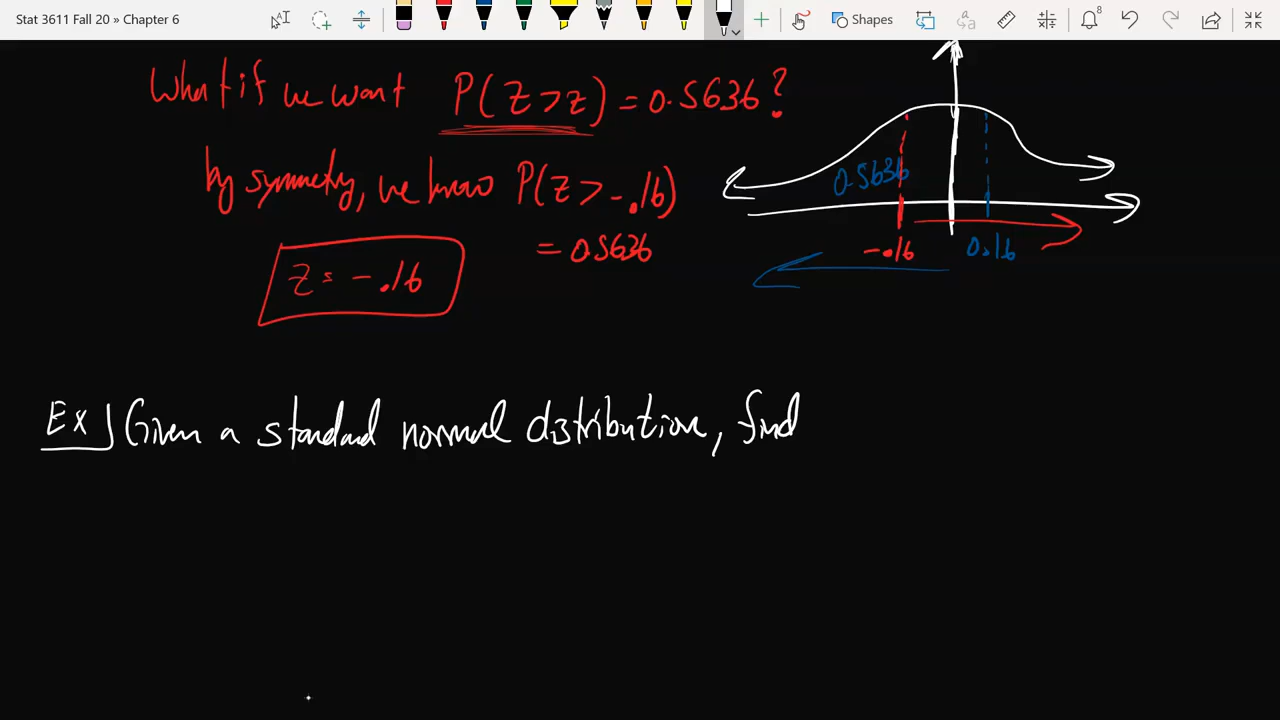 Stat 3611 Fall 20 » Chapter 6
Shapes
8
What if we want P(Z>z) = 0.5636?
by symmetry, we know P(Z > -.16)
= 0.5636
z = -.16
0.5636
-.16
0.16
Ex] Given a standard normal distribution, find